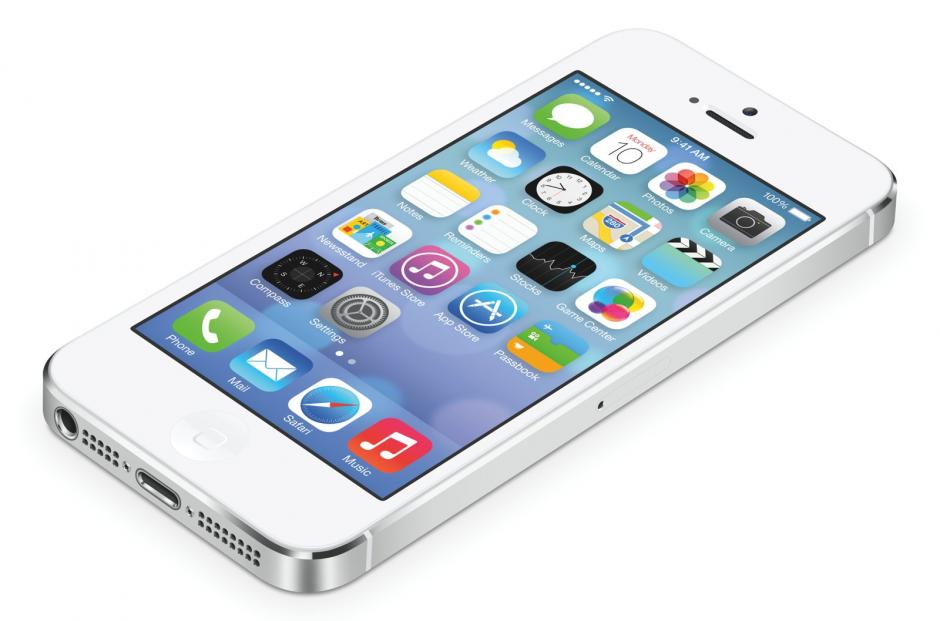 9:41 AM
100%
Messages
Monday
10
Calendar
Photos
Camera
Weather
Clock
280
Maps
Videos
Notes
Reminders
Stocks
Game Center
Newsstand
iTunes Store
App Store
Passbook
N
E
S
W
Compass
Settings
Phone
Mail
Safari
Music